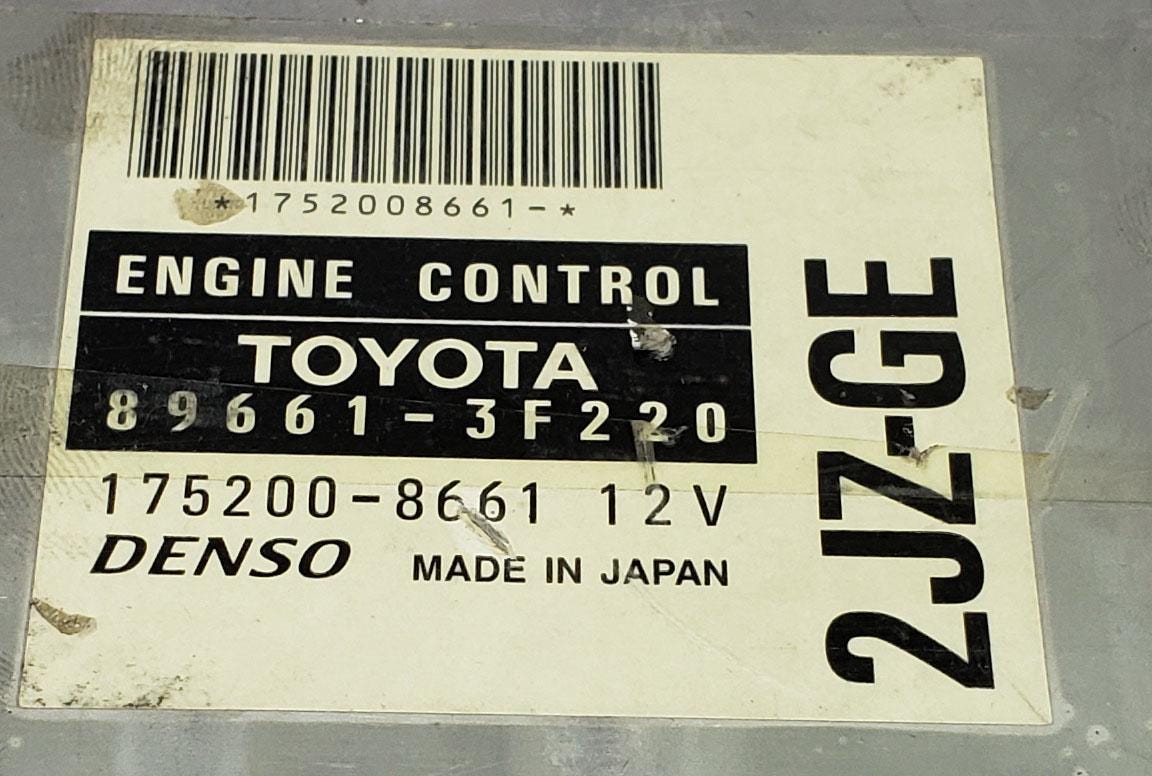 *1752008661-*
ENGINE CONTROL
TOYOTA
89661-3F220
175200-8661 12V
DENSO MADE IN JAPAN
2JZ-GE